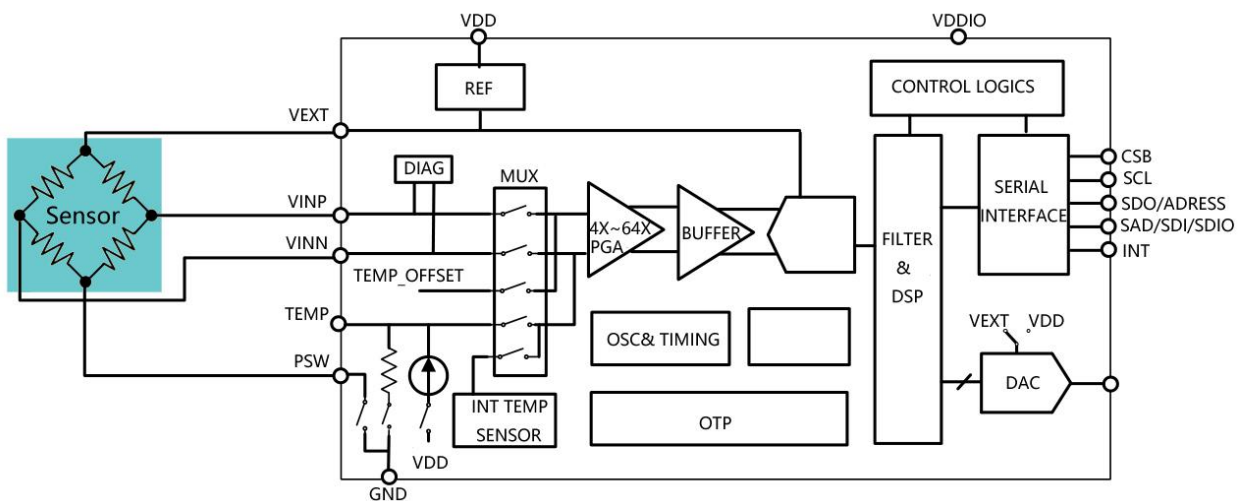 VDD
VDDIO
REF
CONTROL LOGICS
VEXT
DIAG
MUX
CSB
SCL
SERIAL
INTERFACE
SDO/ADRESS
SAD/SDI/SDIO
INT
Sensor
VINP
VINN
4X~64X
PGA
BUFFER
FILTER
&
DSP
TEMP_OFFSET
TEMP
OSC& TIMING
VEXT
VDD
PSW
DAC
INT TEMP
SENSOR
OTP
VDD
GND